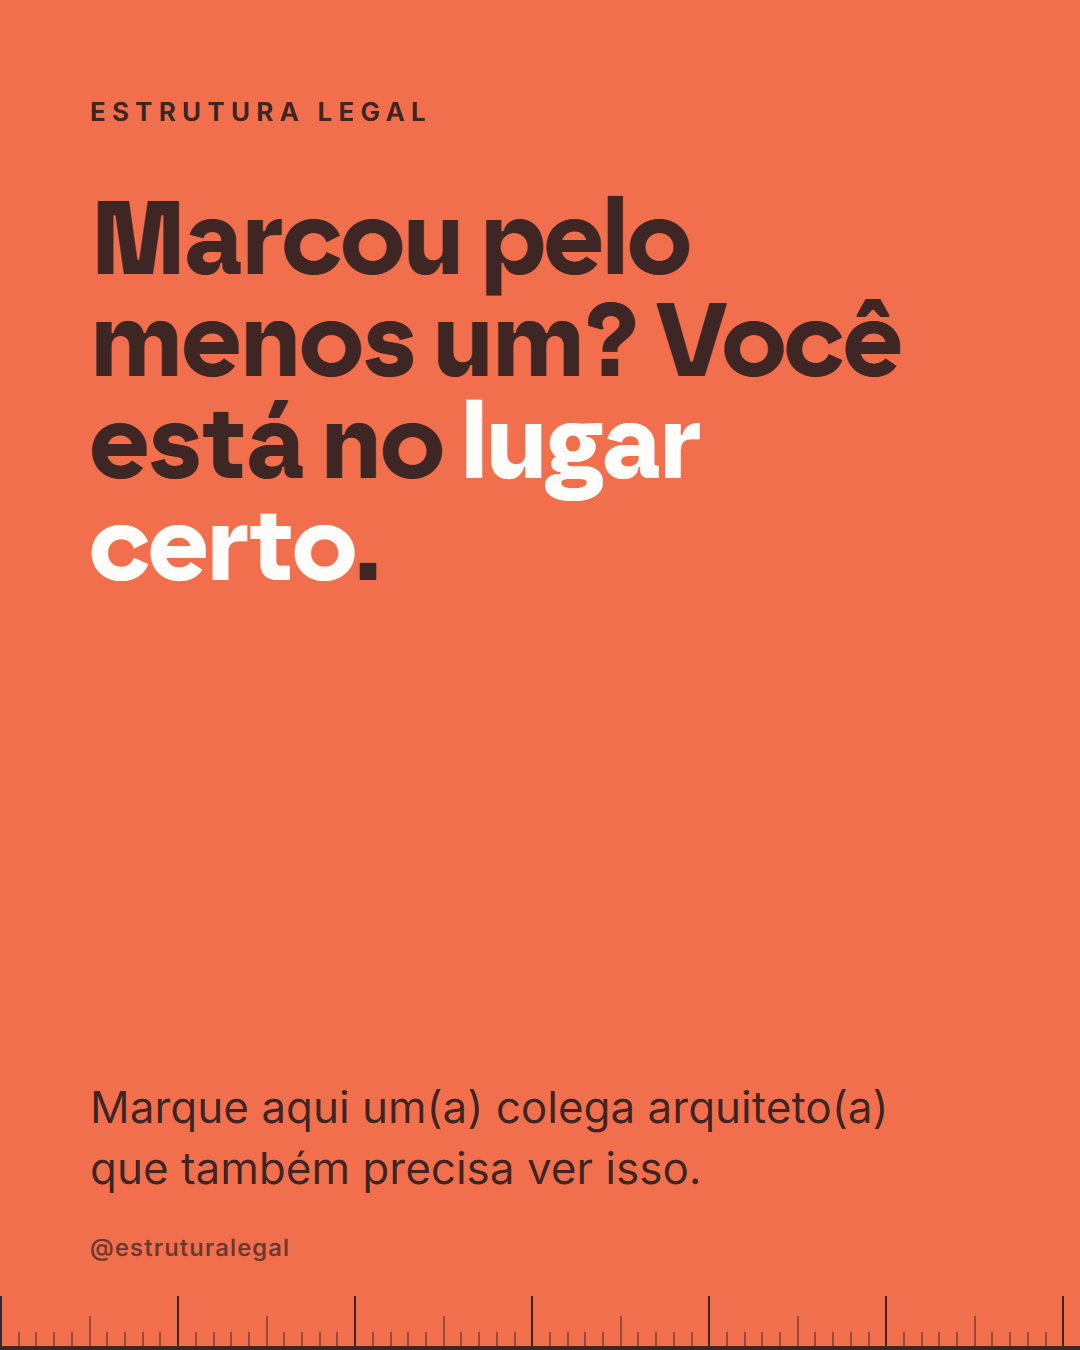 ESTRUTURA LEGAL
Marcou pelo
menos um? Você
está no lugar
certo.
Marque aqui um(a) colega arquiteto(a)
que também precisa ver isso.
@estruturalegal